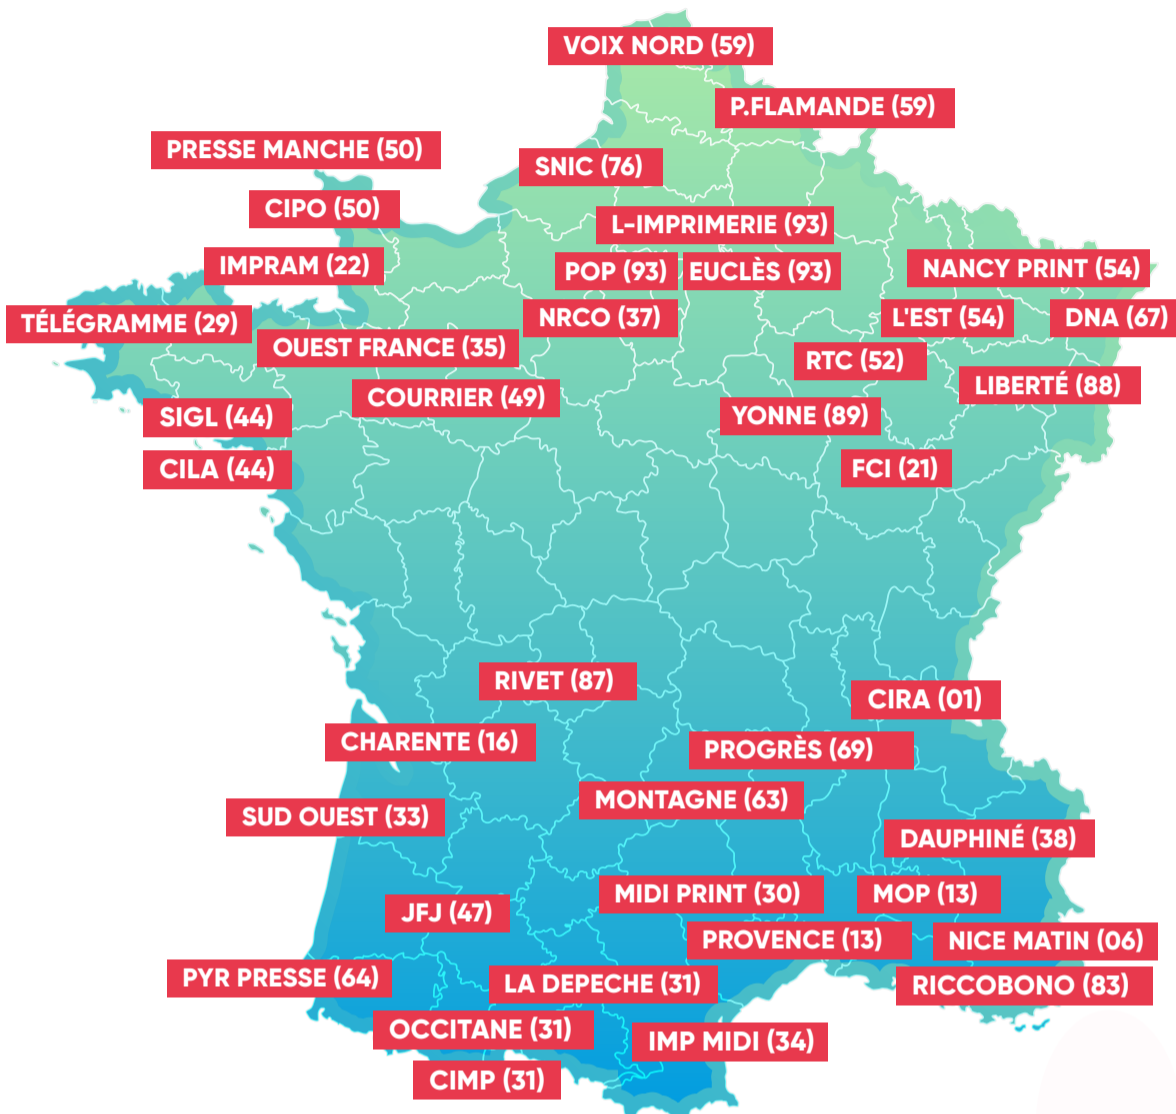 VOIX NORD (59)
P.FLAMANDE (59)
PRESSE MANCHE (50)
SNIC (76)
CIPO (50)
L-IMPRIMERIE (93)
IMPRAM (22)
POP (93)
EUCLÈS (93)
NANCY PRINT (54)
TÉLÉGRAMME (29)
NRCO (37)
L'EST (54)
DNA (67)
OUEST FRANCE (35)
RTC (52)
LIBERTÉ (88)
COURRIER (49)
SIGL (44)
YONNE (89)
CILA (44)
FCI (21)
RIVET (87)
CIRA (01)
CHARENTE (16)
PROGRÈS (69)
MONTAGNE (63)
SUD OUEST (33)
DAUPHINÉ (38)
MIDI PRINT (30)
MOP (13)
JFJ (47)
PROVENCE (13)
NICE MATIN (06)
PYR PRESSE (64)
LA DEPECHE (31)
RICCOBONO (83)
OCCITANE (31)
IMP MIDI (34)
CIMP (31)